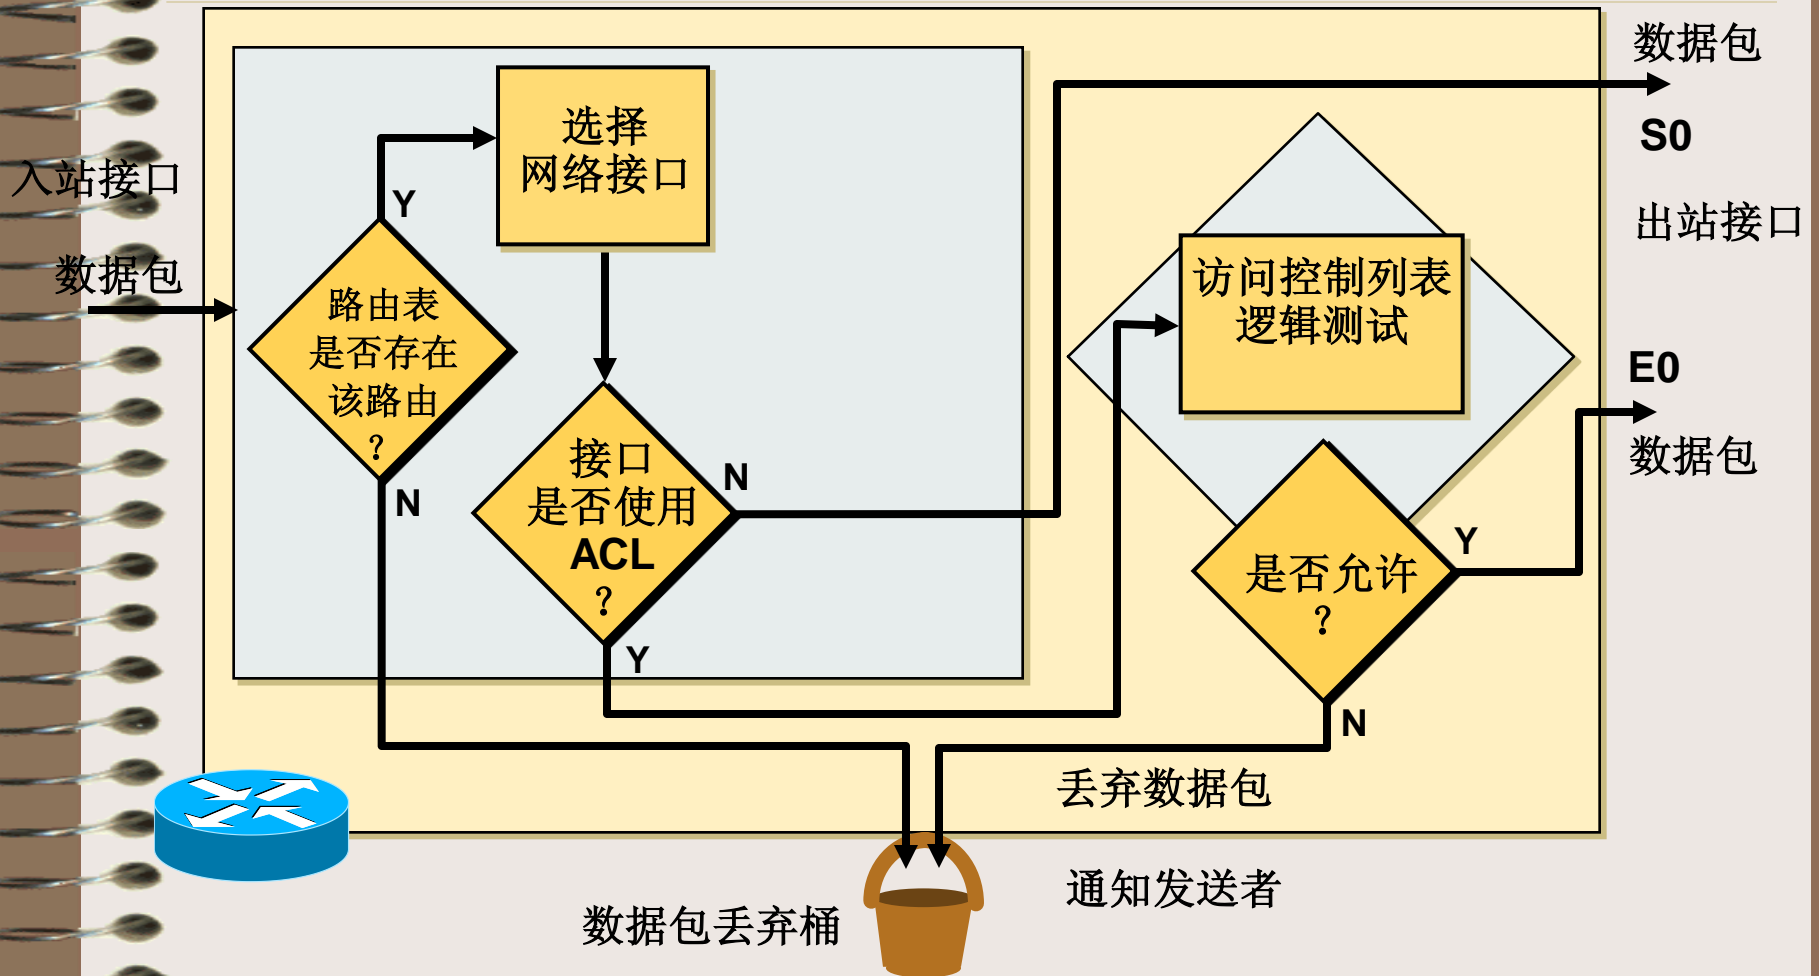 入站接口
数据包
路由表
是否存在
该路由
？
Y
N
选择
网络接口
接口
是否使用
ACL
？
N
Y
访问控制列表
逻辑测试
是否允许
？
Y
N
数据包
S0
出站接口
E0
数据包
丢弃数据包
通知发送者
数据包丢弃桶